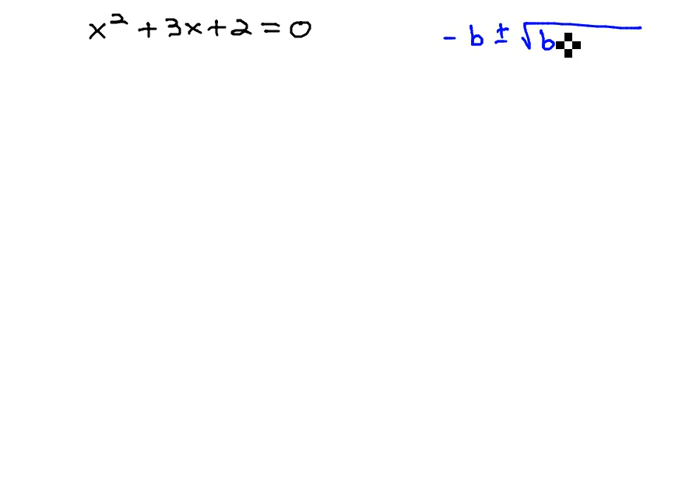 x² + 3x + 2 = 0
- b ± √b